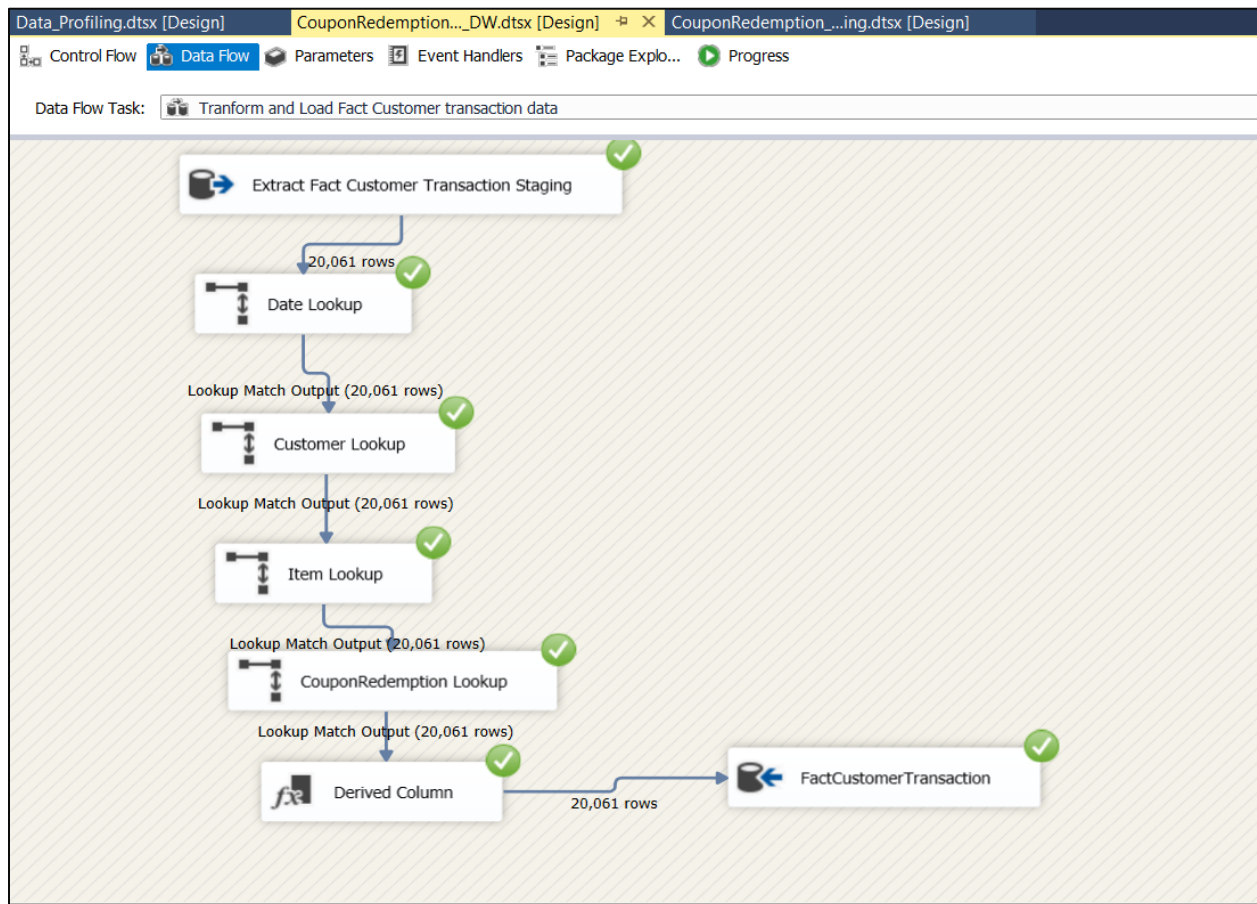 Data_Profiling.dtsx [Design] CouponRedemption..._DW.dtsx [Design] CouponRedemption_...ing.dtsx [Design]
Control Flow Data Flow Parameters Event Handlers Package Explo... Progress
Data Flow Task: Tranform and Load Fact Customer transaction data
Extract Fact Customer Transaction Staging
20,061 rows
Date Lookup
Lookup Match Output (20,061 rows)
Customer Lookup
Lookup Match Output (20,061 rows)
Item Lookup
Lookup Match Output (20,061 rows)
CouponRedemption Lookup
Lookup Match Output (20,061 rows)
Derived Column
20,061 rows
FactCustomerTransaction